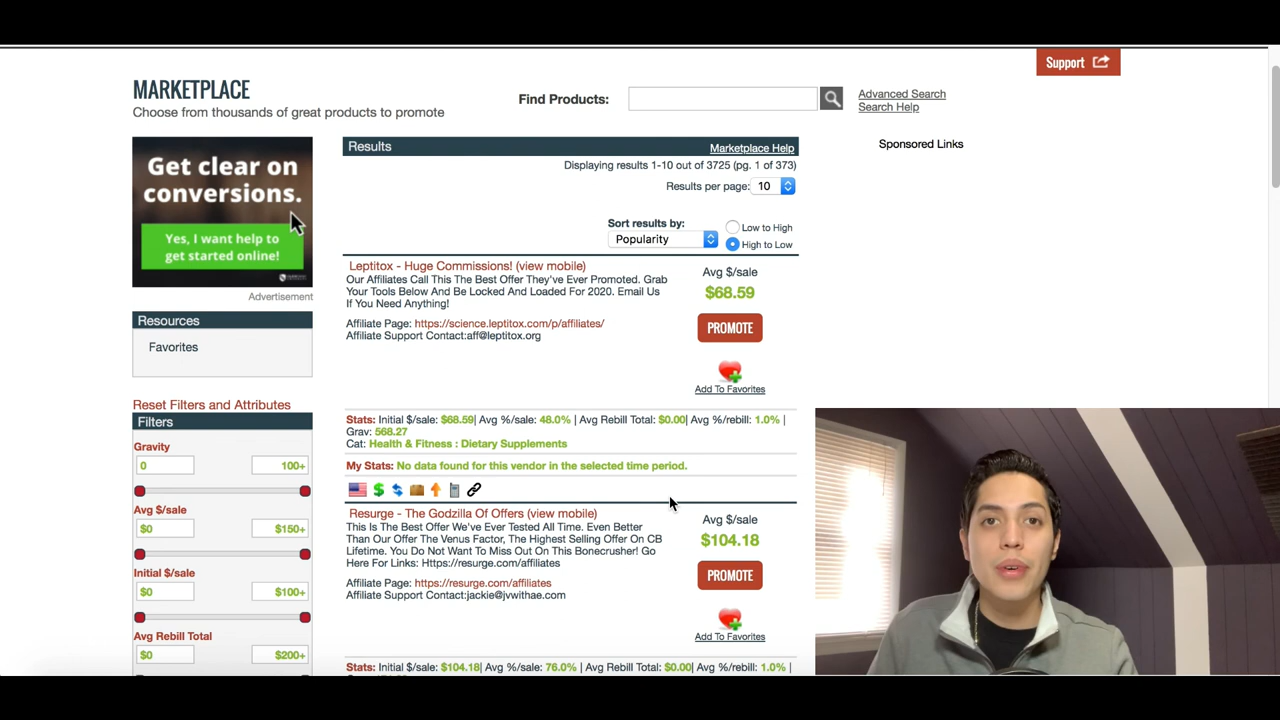 Support
MARKETPLACE
Choose from thousands of great products to promote
Find Products:
Advanced Search
Search Help
Get clear on
conversions.
Yes, I want help to
get started online!
Advertisement
Resources
Favorites
Reset Filters and Attributes
Filters
Gravity
0 100+
Avg $/sale
$0 $150+
Initial $/sale
$0 $100+
Avg Rebill Total
$0 $200+
Results Marketplace Help
Displaying results 1-10 out of 3725 (pg. 1 of 373)
Results per page: 10
Sort results by:
Popularity
Low to High
High to Low
Leptitox - Huge Commissions! (view mobile)
Our Affiliates Call This The Best Offer They've Ever Promoted. Grab
Your Tools Below And Be Locked And Loaded For 2020. Email Us
If You Need Anything!
Affiliate Page: https://science.leptitox.com/p/affiliates/
Affiliate Support Contact:aff@leptitox.org
Avg $/sale
$68.59
PROMOTE
Add To Favorites
Stats: Initial $/sale: $68.59| Avg %/sale: 48.0% | Avg Rebill Total: $0.00| Avg %/rebill: 1.0% |
Grav: 568.27
Cat: Health & Fitness : Dietary Supplements
My Stats: No data found for this vendor in the selected time period.
Resurge - The Godzilla Of Offers (view mobile)
This Is The Best Offer We've Ever Tested All Time. Even Better
Than Our Offer The Venus Factor, The Highest Selling Offer On CB
Lifetime. You Do Not Want To Miss Out On This Bonecrusher! Go
Here For Links: Https://resurge.com/affiliates
Affiliate Page: https://resurge.com/affiliates
Affiliate Support Contact:jackie@jvwithae.com
Avg $/sale
$104.18
PROMOTE
Add To Favorites
Stats: Initial $/sale: $104.18| Avg %/sale: 76.0% | Avg Rebill Total: $0.00| Avg %/rebill: 1.0% |
Sponsored Links